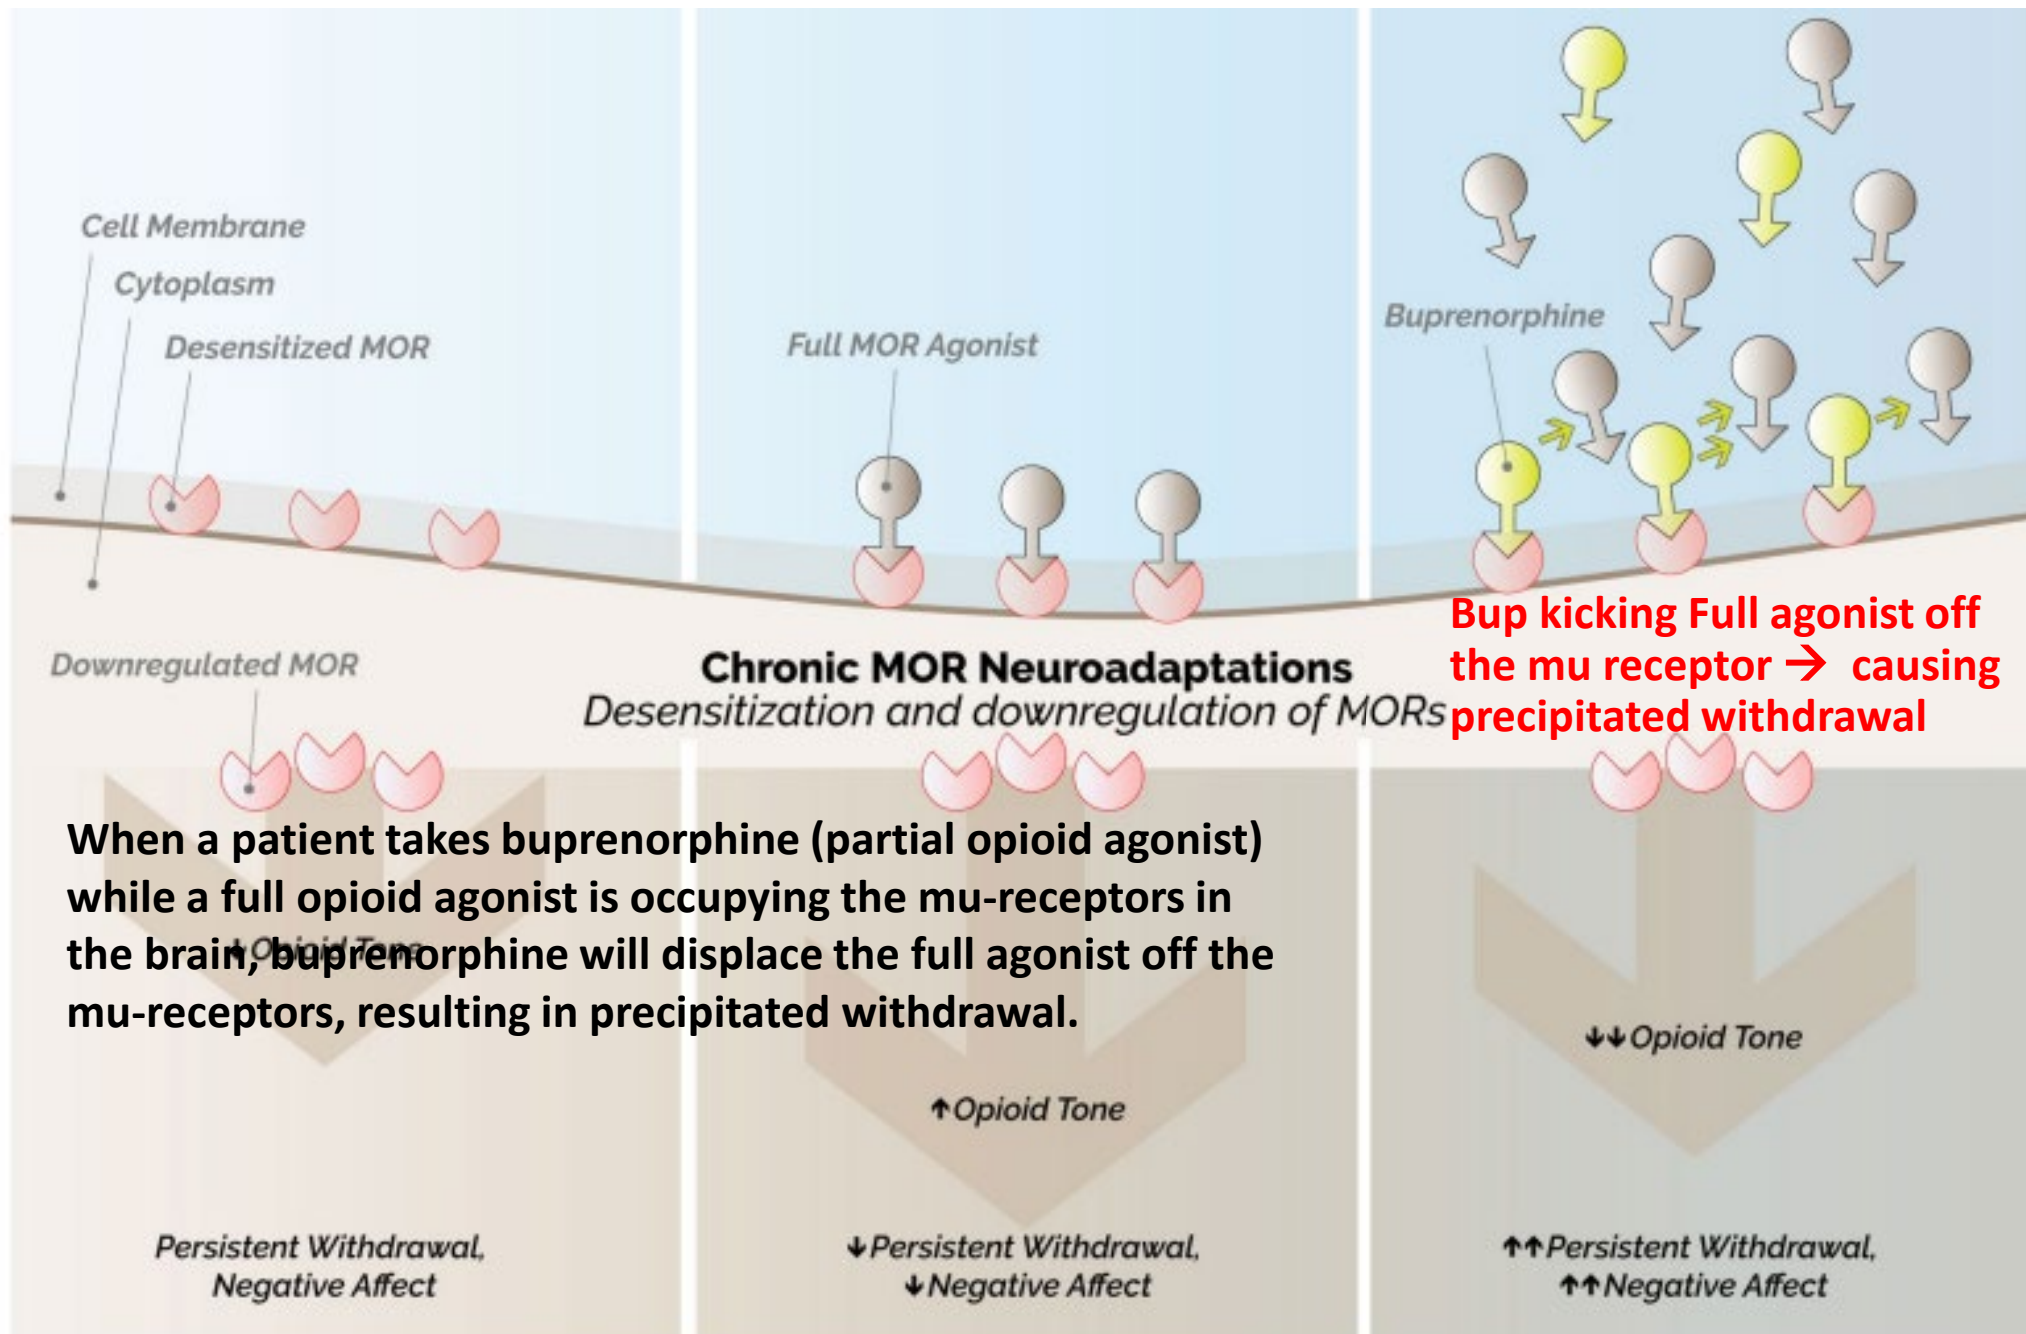 Cell Membrane
Cytoplasm
Desensitized MOR
Full MOR Agonist
Buprenorphine
Bup kicking Full agonist off
the mu receptor → causing
precipitated withdrawal
Downregulated MOR
Chronic MOR Neuroadaptations
Desensitization and downregulation of MORs
When a patient takes buprenorphine (partial opioid agonist)
while a full opioid agonist is occupying the mu-receptors in
the brain, buprenorphine will displace the full agonist off the
mu-receptors, resulting in precipitated withdrawal.
↓Opioid Tone
↑Opioid Tone
↓↓Opioid Tone
Persistent Withdrawal,
Negative Affect
↓Persistent Withdrawal,
↓Negative Affect
↑↑Persistent Withdrawal,
↑↑Negative Affect